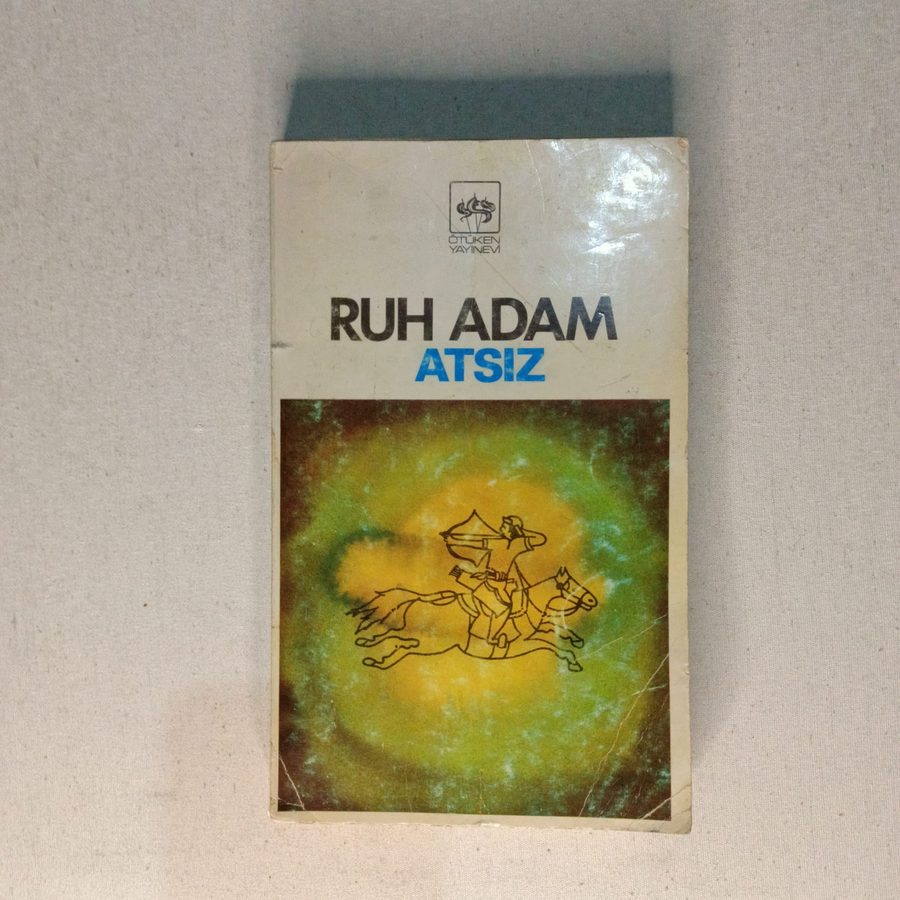 ÖTÜKEN
YAYINEVİ
RUH ADAM
ATSIZ